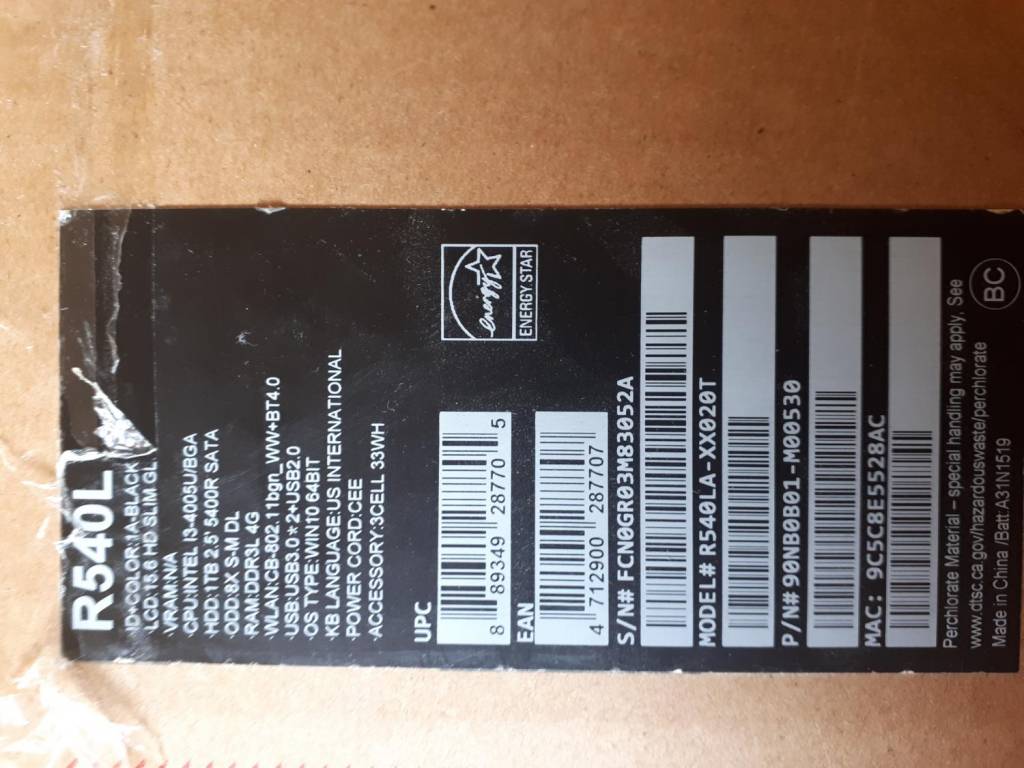 R540L
ID+COLOR:1A-BLACK
·LCD:15.6 HD SLIM GL
·VRAM:N/A
·CPU:INTEL I3-4005U/BGA
·HDD:1TB 2.5' 5400R SATA
·ODD:8X S-M DL
·RAM:DDR3L 4G
·WLAN:CB-802.11bgn_WW+BT4.0
·USB:USB3.0 x 2+USB2.0
·OS TYPE:WIN10 64BIT
·KB LANGUAGE:US INTERNATIONAL
·POWER CORD:CEE
·ACCESSORY:3CELL 33WH
UPC
8 89349 28770 5
energy
ENERGY STAR
EAN
4 712900 287707
S/N# FCN0GR03M83052A
MODEL# R540LA-XX020T
P/N# 90NB0B01-M00530
MAC: 9C5C8E5528AC
Perchlorate Material – special handling may apply, See
www.dtsc.ca.gov/hazardouswaste/perchlorate
Made in China /Batt.A31N1519
BC